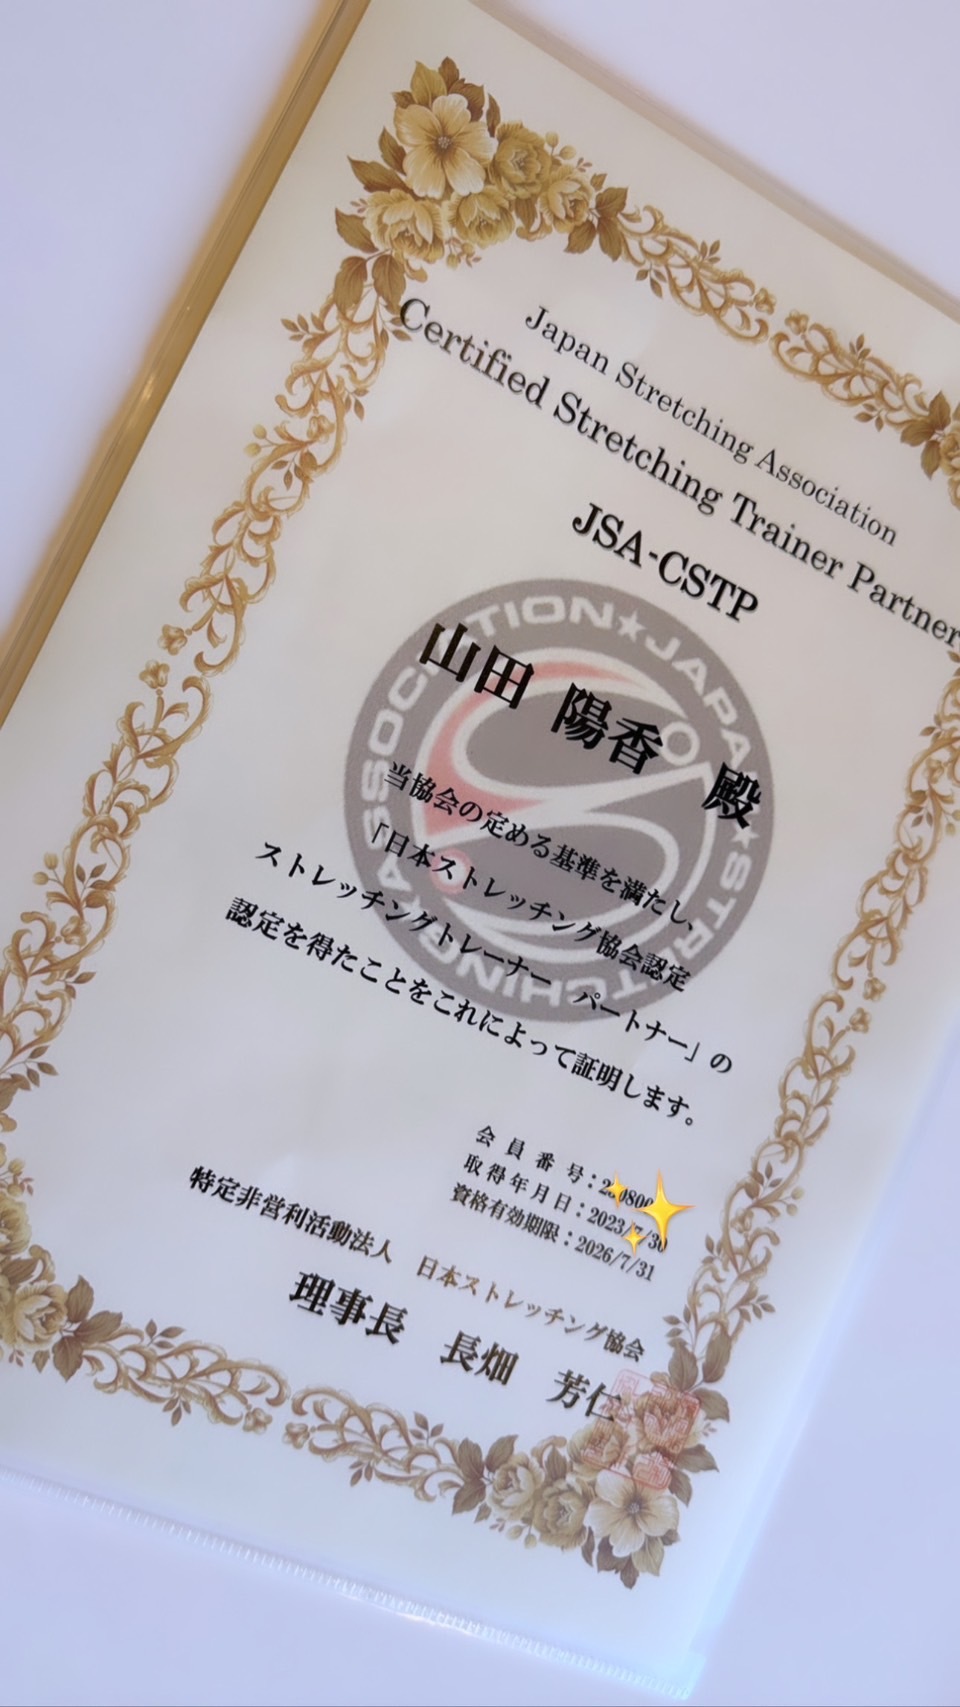 Japan Stretching Association
Certified Stretching Trainer Partner
JSA-CSTP
山田 陽香 殿
当協会の定める基準を満たし、
「日本ストレッチング協会認定
ストレッチングトレーナー パートナー」の
認定を得たことをこれによって証明します。
会員番号：
取得年月日：2023/7/30
資格有効期限：2026/7/31
特定非営利活動法人 日本ストレッチング協会
理事長 長畑 芳仁
JAPAN ★ STRETCHING ★ ASSOCIATION